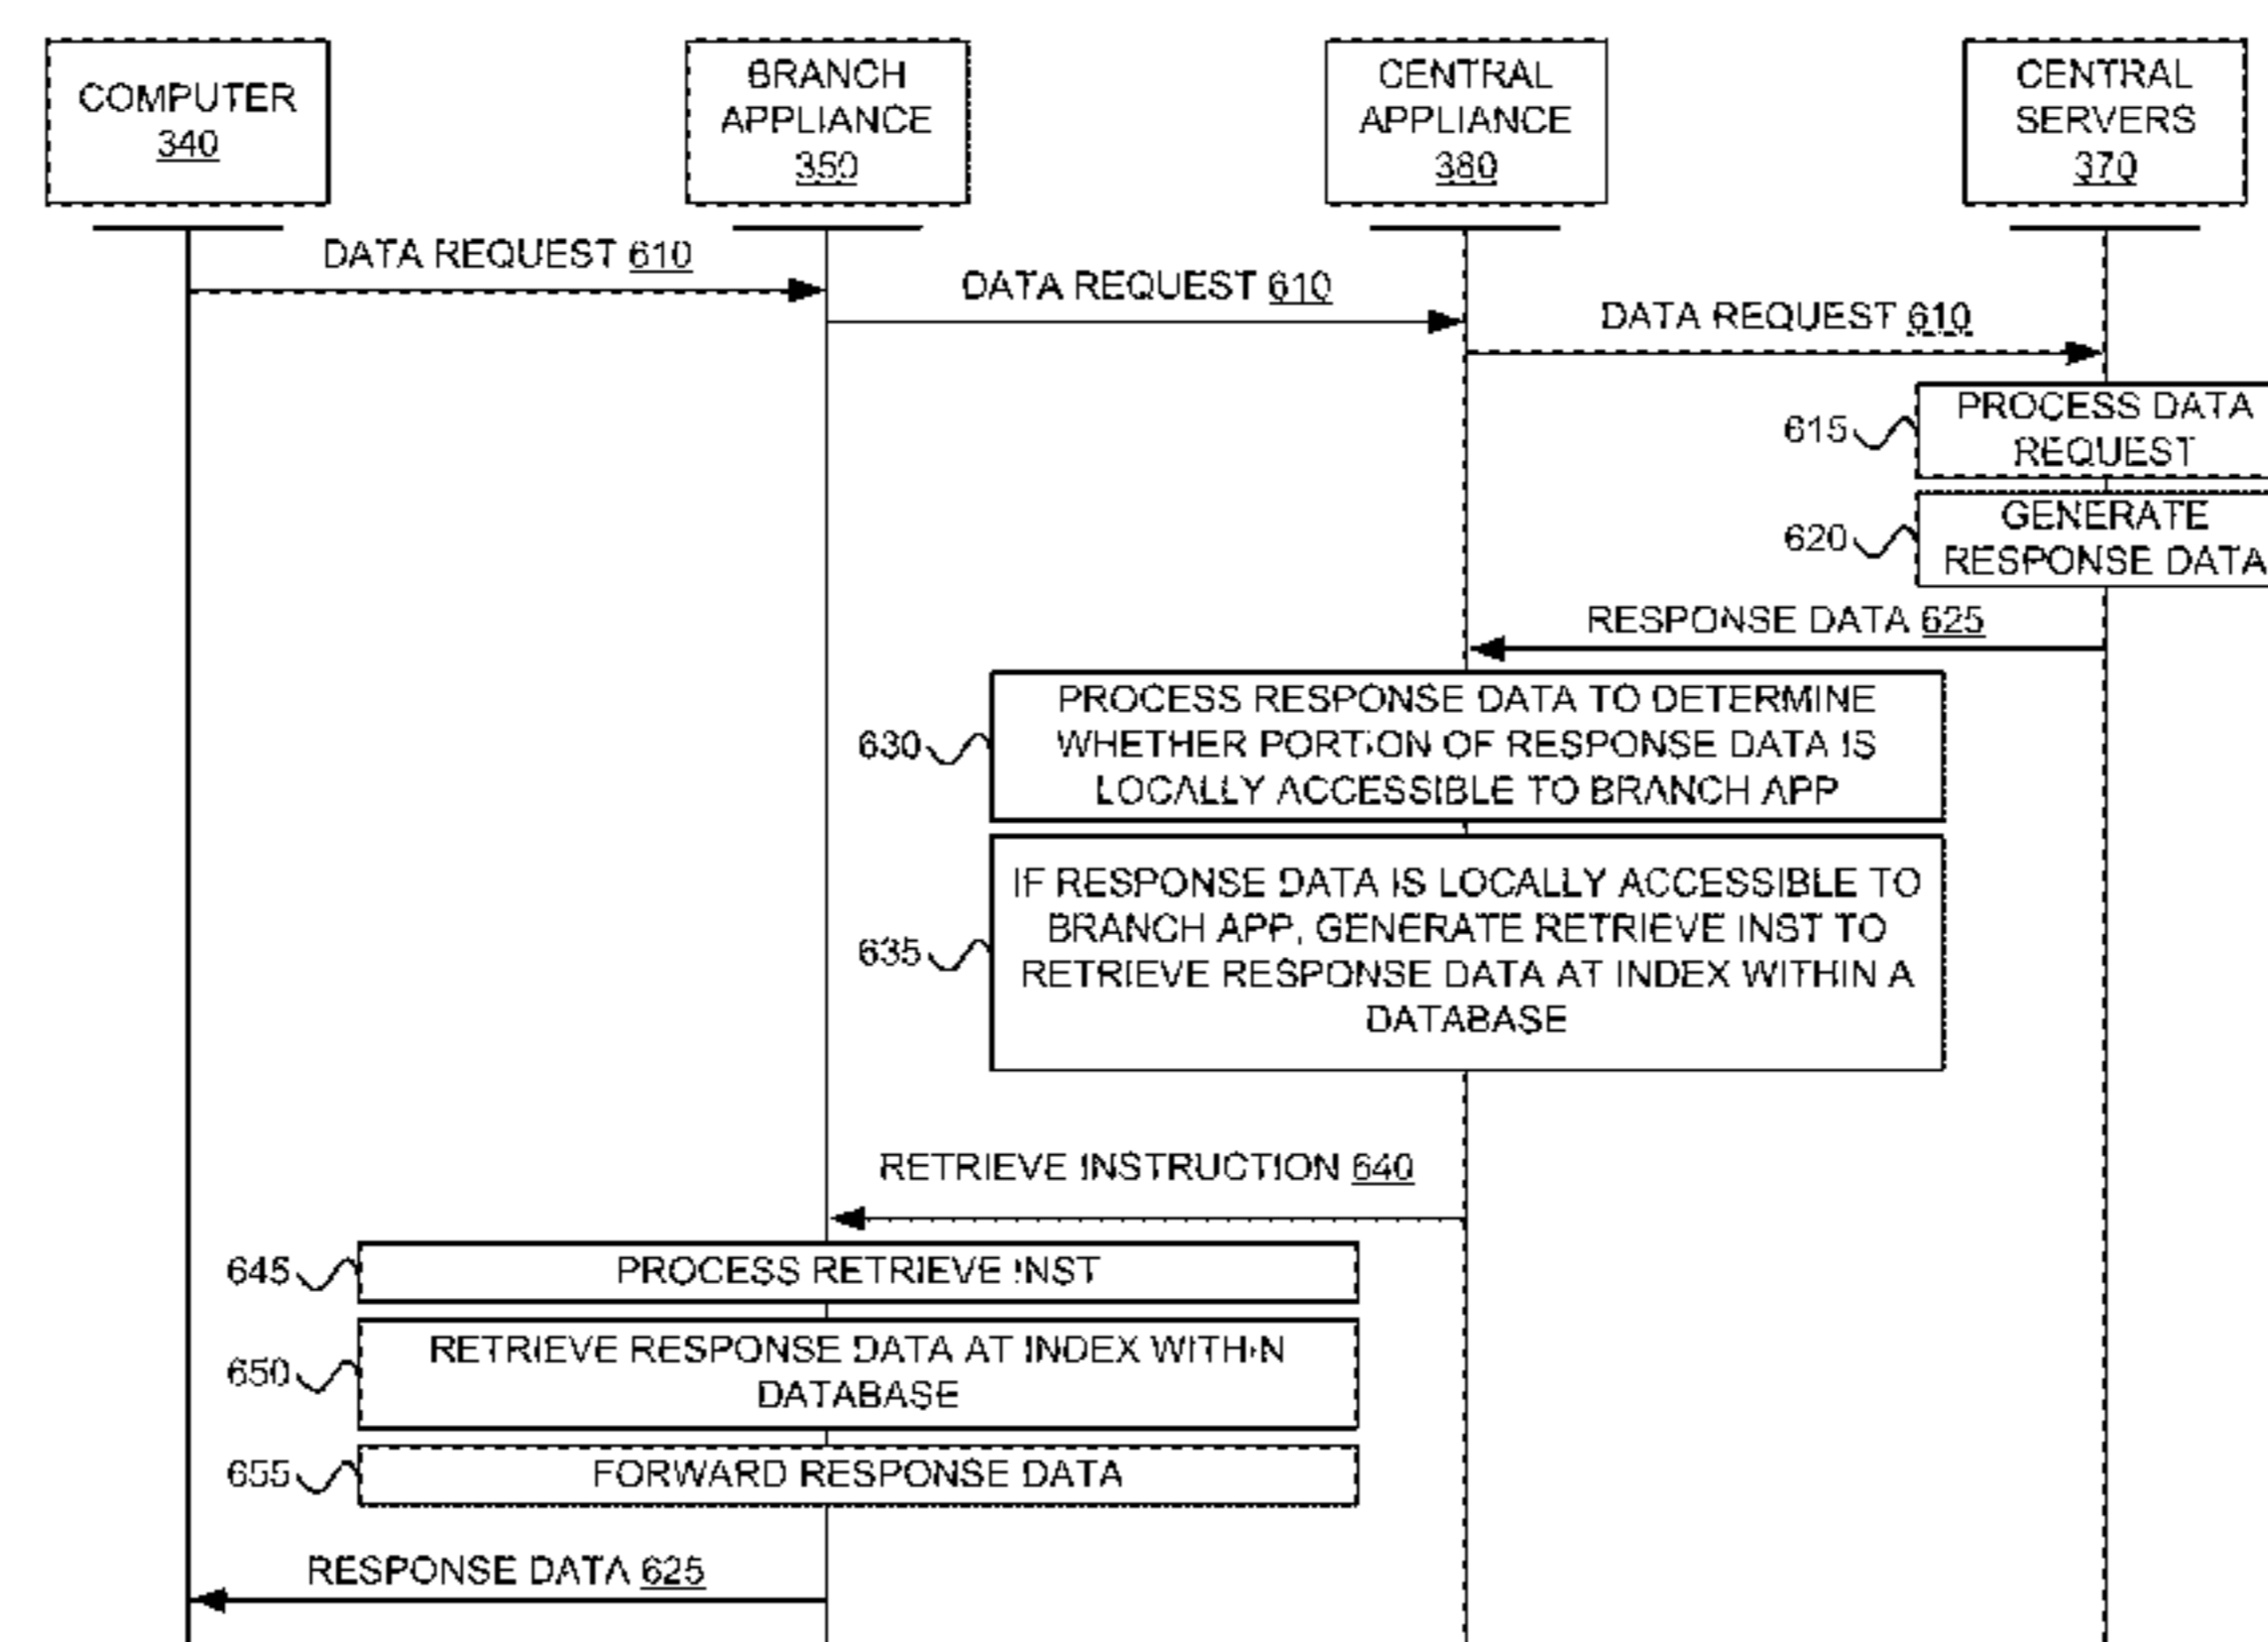 COMPUTER
340
BRANCH
APPLIANCE
350
CENTRAL
APPLIANCE
380
CENTRAL
SERVERS
370
DATA REQUEST 610
DATA REQUEST 610
DATA REQUEST 610
615
PROCESS DATA
REQUEST
620
GENERATE
RESPONSE DATA
RESPONSE DATA 625
630
PROCESS RESPONSE DATA TO DETERMINE
WHETHER PORTION OF RESPONSE DATA IS
LOCALLY ACCESSIBLE TO BRANCH APP
635
IF RESPONSE DATA IS LOCALLY ACCESSIBLE TO
BRANCH APP, GENERATE RETRIEVE INST TO
RETRIEVE RESPONSE DATA AT INDEX WITHIN A
DATABASE
RETRIEVE INSTRUCTION 640
645
PROCESS RETRIEVE INST
650
RETRIEVE RESPONSE DATA AT INDEX WITHIN
DATABASE
655
FORWARD RESPONSE DATA
RESPONSE DATA 625